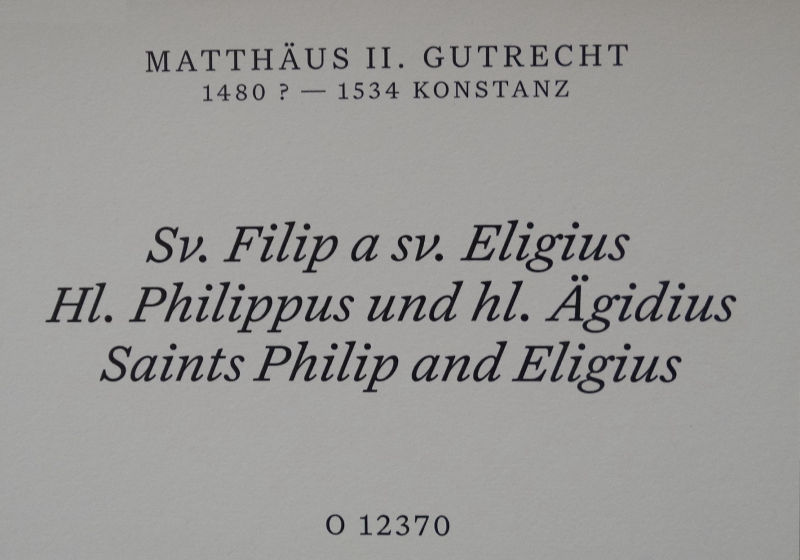 MATTHÄUS II. GUTRECHT
1480 ? — 1534 KONSTANZ
Sv. Filip a sv. Eligius
Hl. Philippus und hl. Ägidius
Saints Philip and Eligius
O 12370